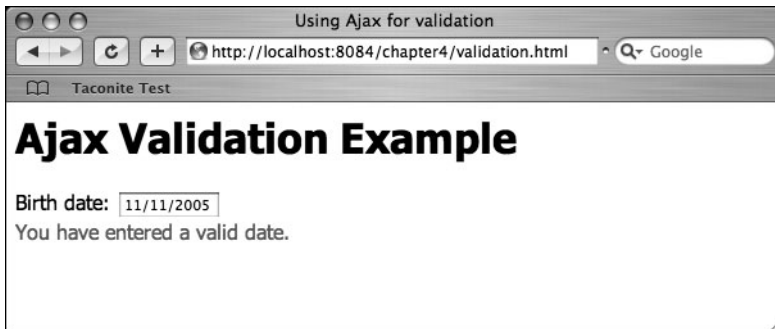 Using Ajax for validation
http://localhost:8084/chapter4/validation.html
Google
Taconite Test
Ajax Validation Example
Birth date: 11/11/2005
You have entered a valid date.